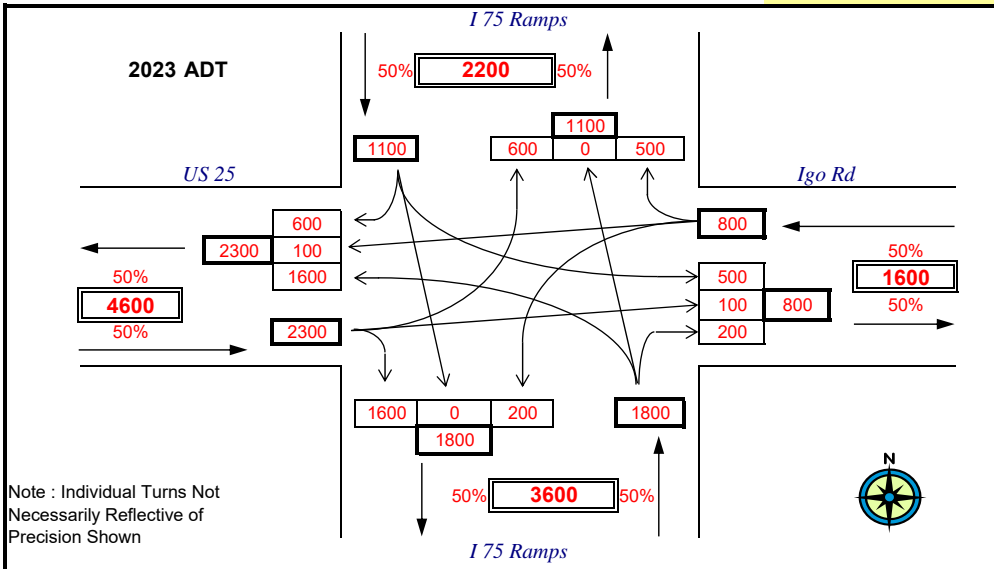 I 75 Ramps
2023 ADT
50% 2200 50%
1100
1100
600 0 500
US 25
Igo Rd
600
800
2300 100
50%
1600
500
1600
50%
4600
100 800
50%
50%
2300
200
1600 0 200
1800
1800
N
50% 3600 50%
Note : Individual Turns Not
Necessarily Reflective of
Precision Shown
I 75 Ramps